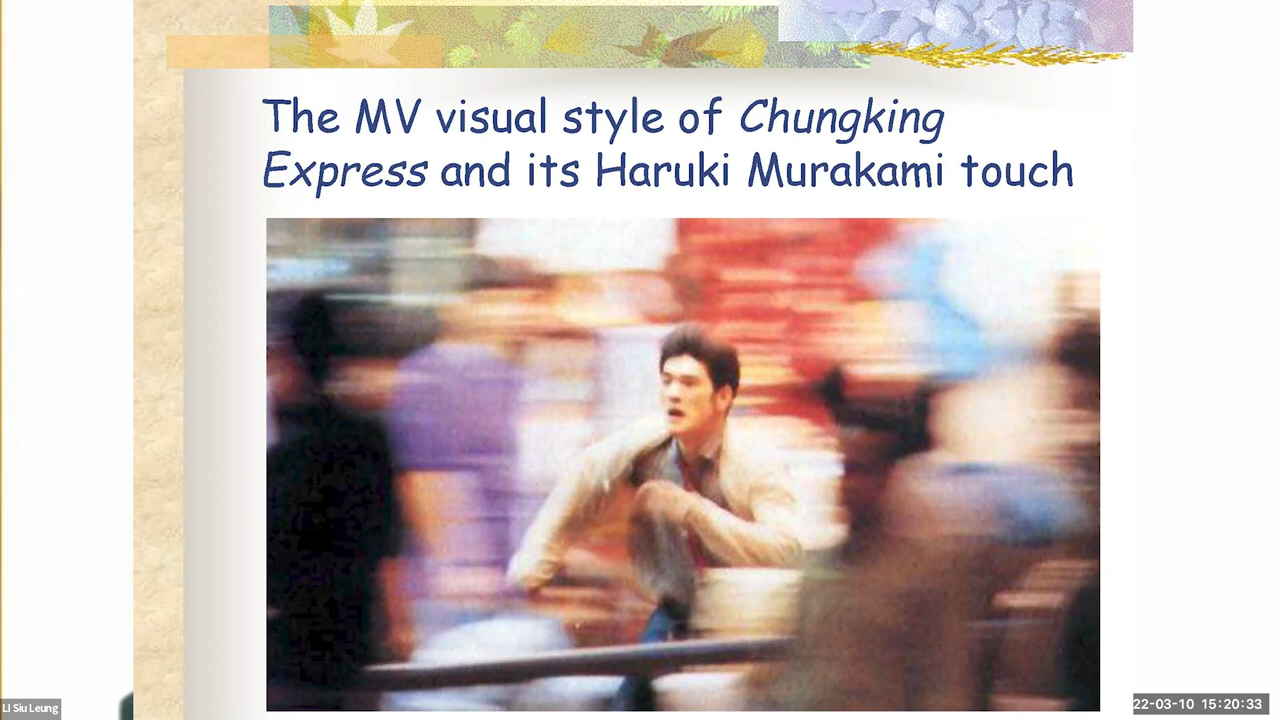 The MV visual style of Chungking
Express and its Haruki Murakami touch
LI Siu Leung
22-03-10 15:20:33